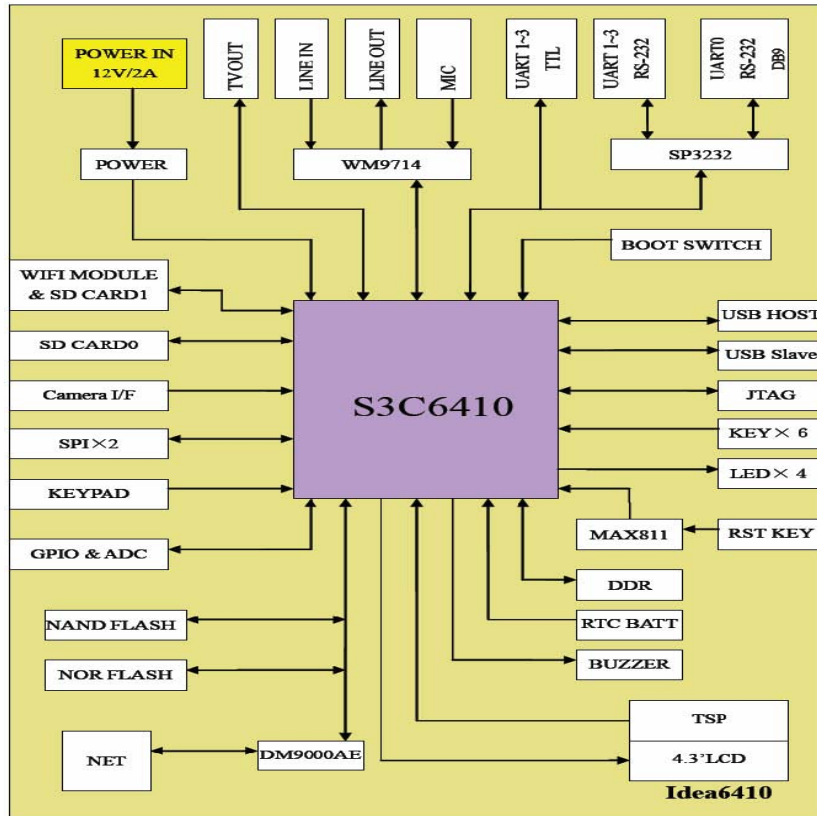 POWER IN
12V/2A
TVOUT
LINE IN
LINE OUT
MIC
UART 1~3
TTL
UART 1~3
RS-232
UART0
RS-232
DB9
POWER
WM9714
SP3232
BOOT SWITCH
WIFI MODULE
& SD CARD1
SD CARD0
Camera I/F
SPI×2
KEYPAD
GPIO & ADC
S3C6410
USB HOST
USB Slave
JTAG
KEY× 6
LED× 4
MAX811
RST KEY
DDR
RTC BATT
BUZZER
NAND FLASH
NOR FLASH
NET
DM9000AE
TSP
4.3'LCD
Idea6410